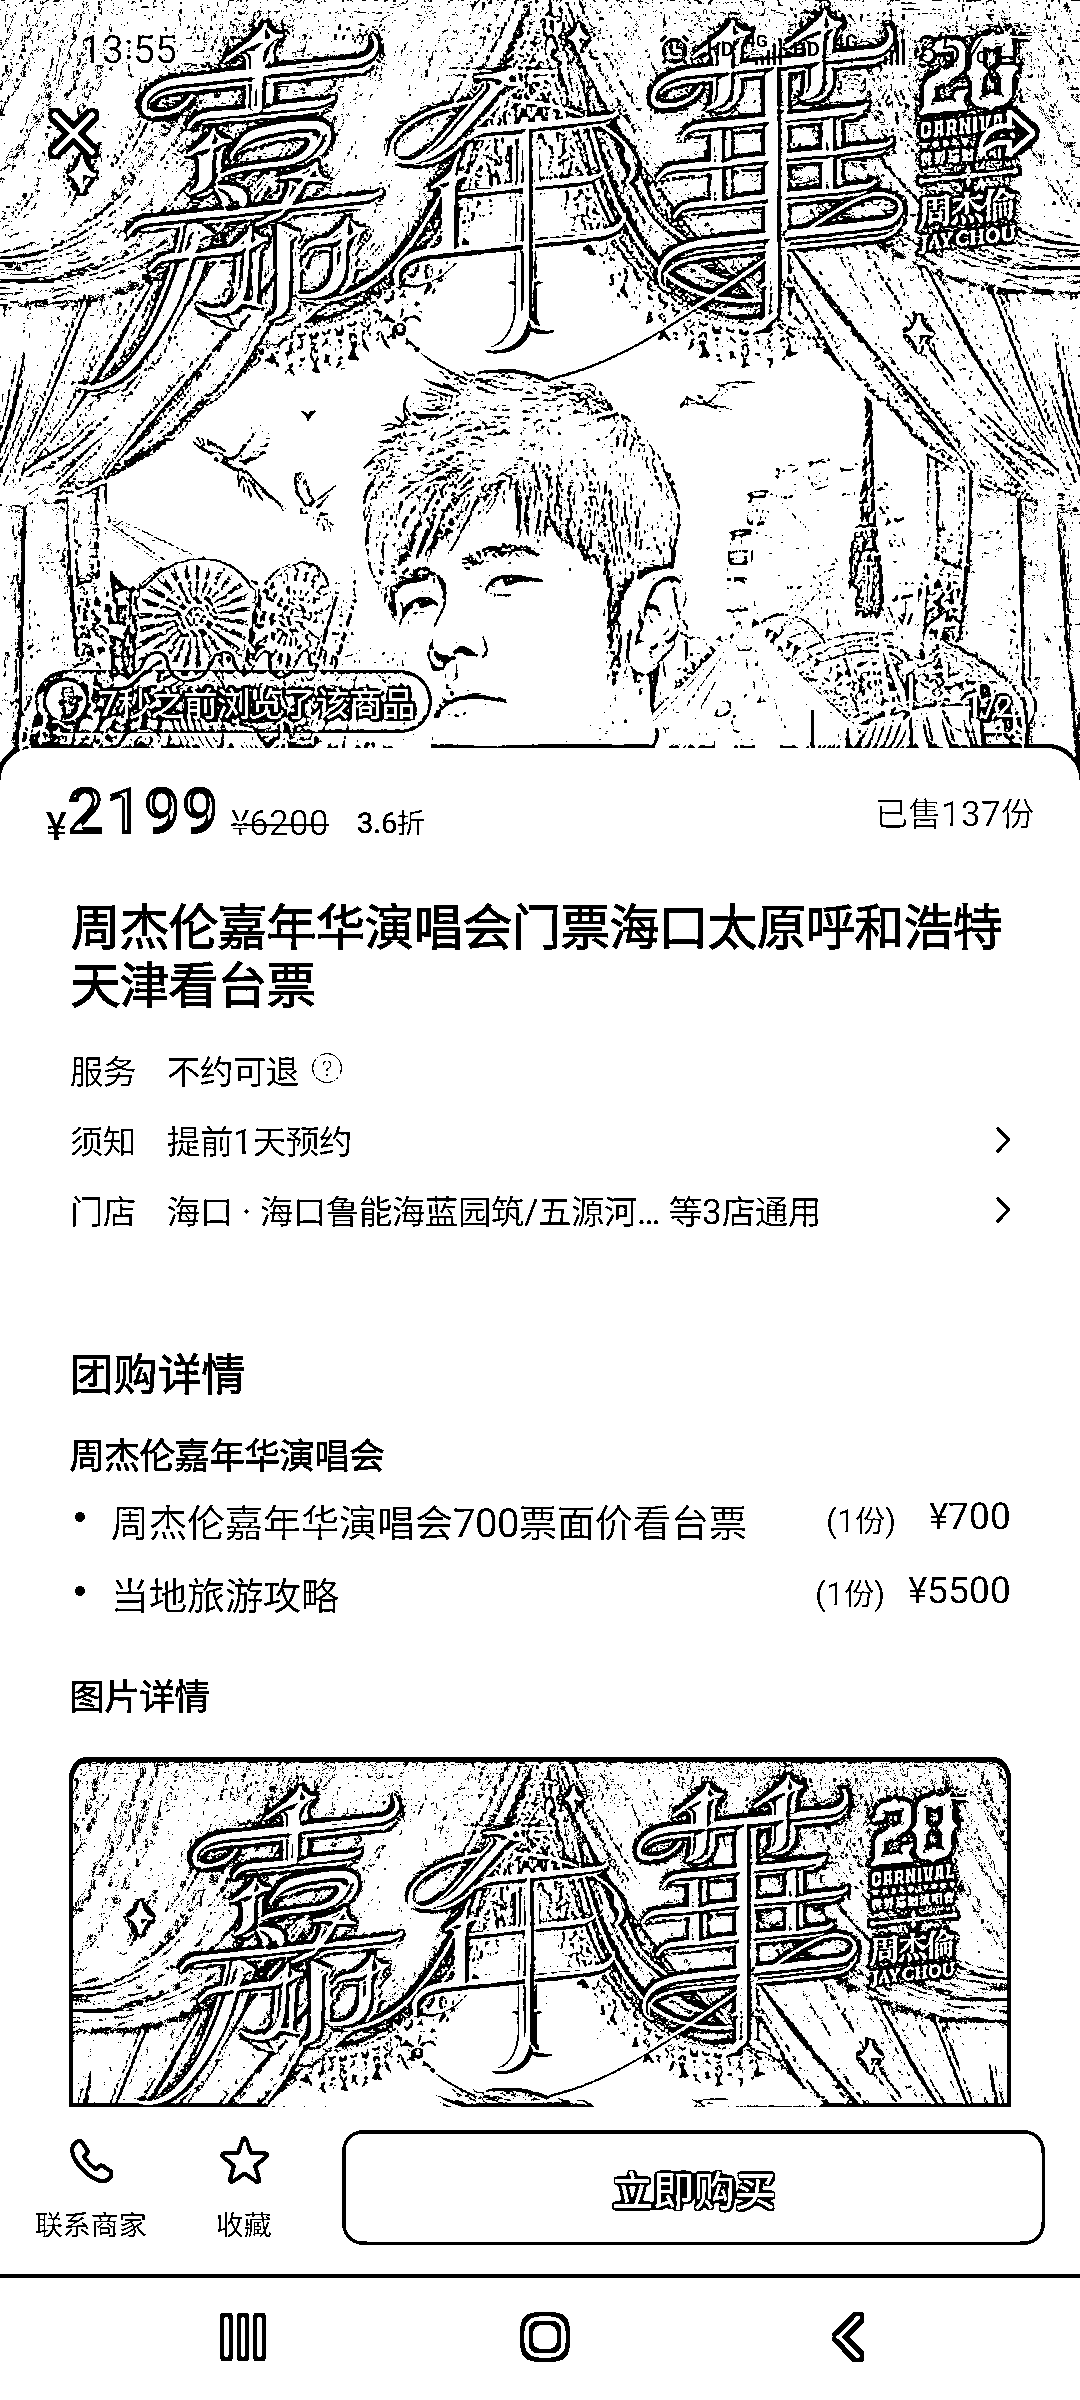 13:55
嘉年华
20
CARNIVAL
周杰倫
JAY CHOU
7秒之前浏览了该商品
1/2
¥2199 ¥6200 3.6折 已售137份
周杰伦嘉年华演唱会门票海口太原呼和浩特
天津看台票
服务 不约可退
须知 提前1天预约
门店 海口 · 海口鲁能海蓝园筑/五源河... 等3店通用
团购详情
周杰伦嘉年华演唱会
• 周杰伦嘉年华演唱会700票面价看台票 (1份) ¥700
• 当地旅游攻略 (1份) ¥5500
图片详情
嘉年华
20
CARNIVAL
周杰倫
JAY CHOU
联系商家 收藏 立即购买